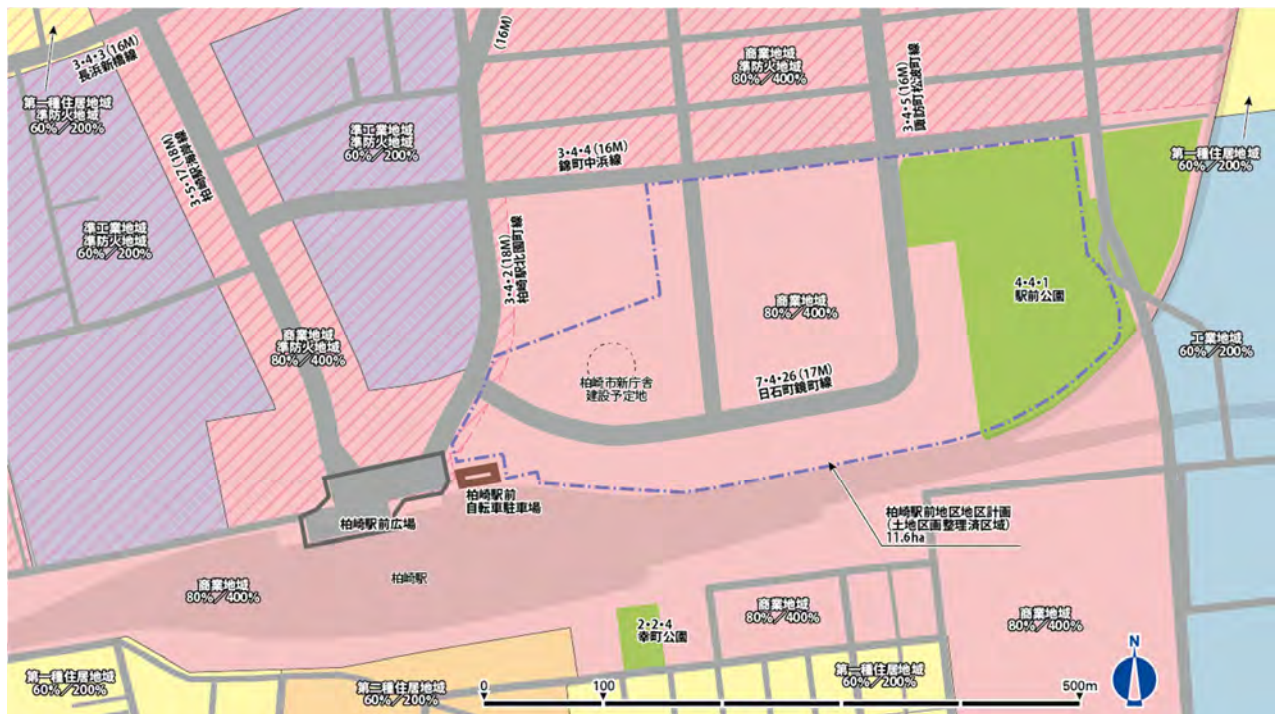 3・4・3 (16M)
長浜新橋線
第一種住居地域
準防火地域
60%／200%
3・5・17 (18M)
柏崎駅海岸線
準工業地域
準防火地域
60%／200%
(16M)
商業地域
準防火地域
80%／400%
3・4・5 (16M)
諏訪町松波町線
第一種住居地域
60%／200%
3・4・4 (16M)
錦町中浜線
準工業地域
準防火地域
60%／200%
3・4・2 (18M)
柏崎駅北園町線
4・4・1
駅前公園
商業地域
80%／400%
商業地域
準防火地域
80%／400%
工業地域
60%／200%
柏崎市新庁舎
建設予定地
7・4・26 (17M)
日石町鏡町線
柏崎駅前
自転車駐車場
柏崎駅前広場
柏崎駅前地区地区計画
(土地区画整理済区域)
11.6ha
柏崎駅
商業地域
80%／400%
商業地域
80%／400%
商業地域
80%／400%
2・2・4
幸町公園
N
第一種住居地域
60%／200%
第二種住居地域
60%／200%
第一種住居地域
60%／200%
0 100 500m